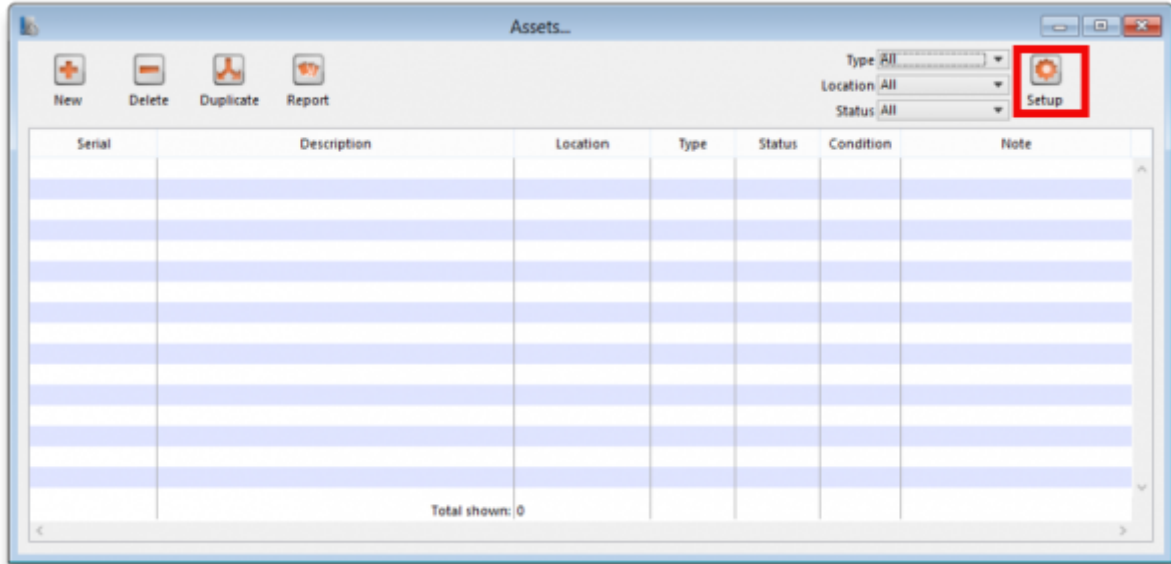 Assets...
New Delete Duplicate Report
Type All
Location All
Status All
Setup
Serial Description Location Type Status Condition Note
Total shown: 0